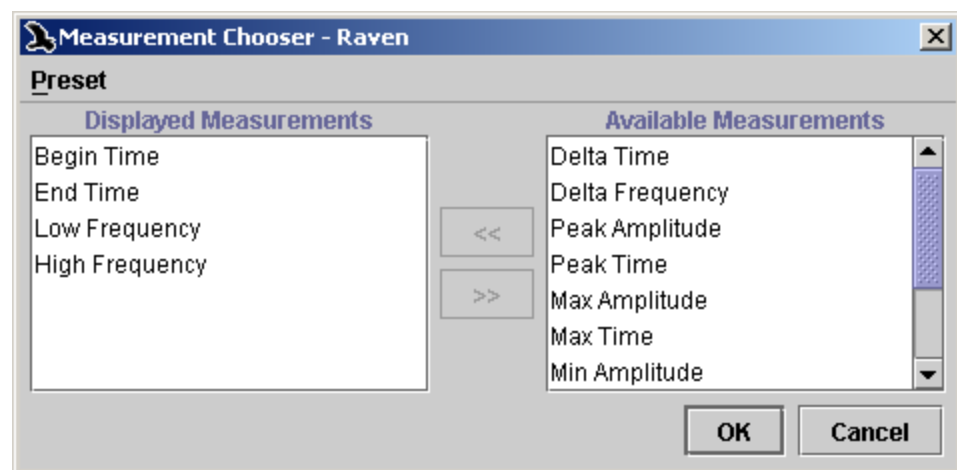 Measurement Chooser - Raven
Preset
Displayed Measurements
Begin Time
End Time
Low Frequency
High Frequency
<<
>>
Available Measurements
Delta Time
Delta Frequency
Peak Amplitude
Peak Time
Max Amplitude
Max Time
Min Amplitude
OK
Cancel